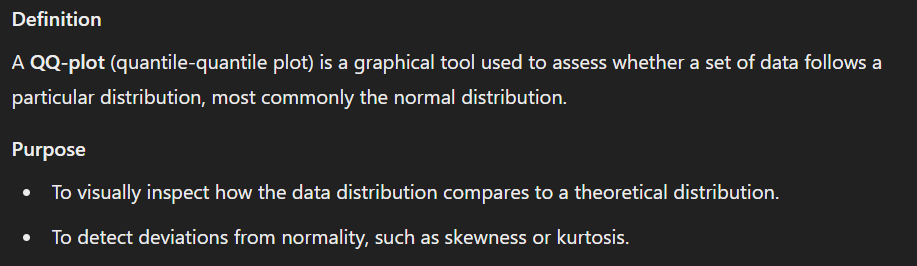 Definition
A QQ-plot (quantile-quantile plot) is a graphical tool used to assess whether a set of data follows a
particular distribution, most commonly the normal distribution.
Purpose
• To visually inspect how the data distribution compares to a theoretical distribution.
• To detect deviations from normality, such as skewness or kurtosis.